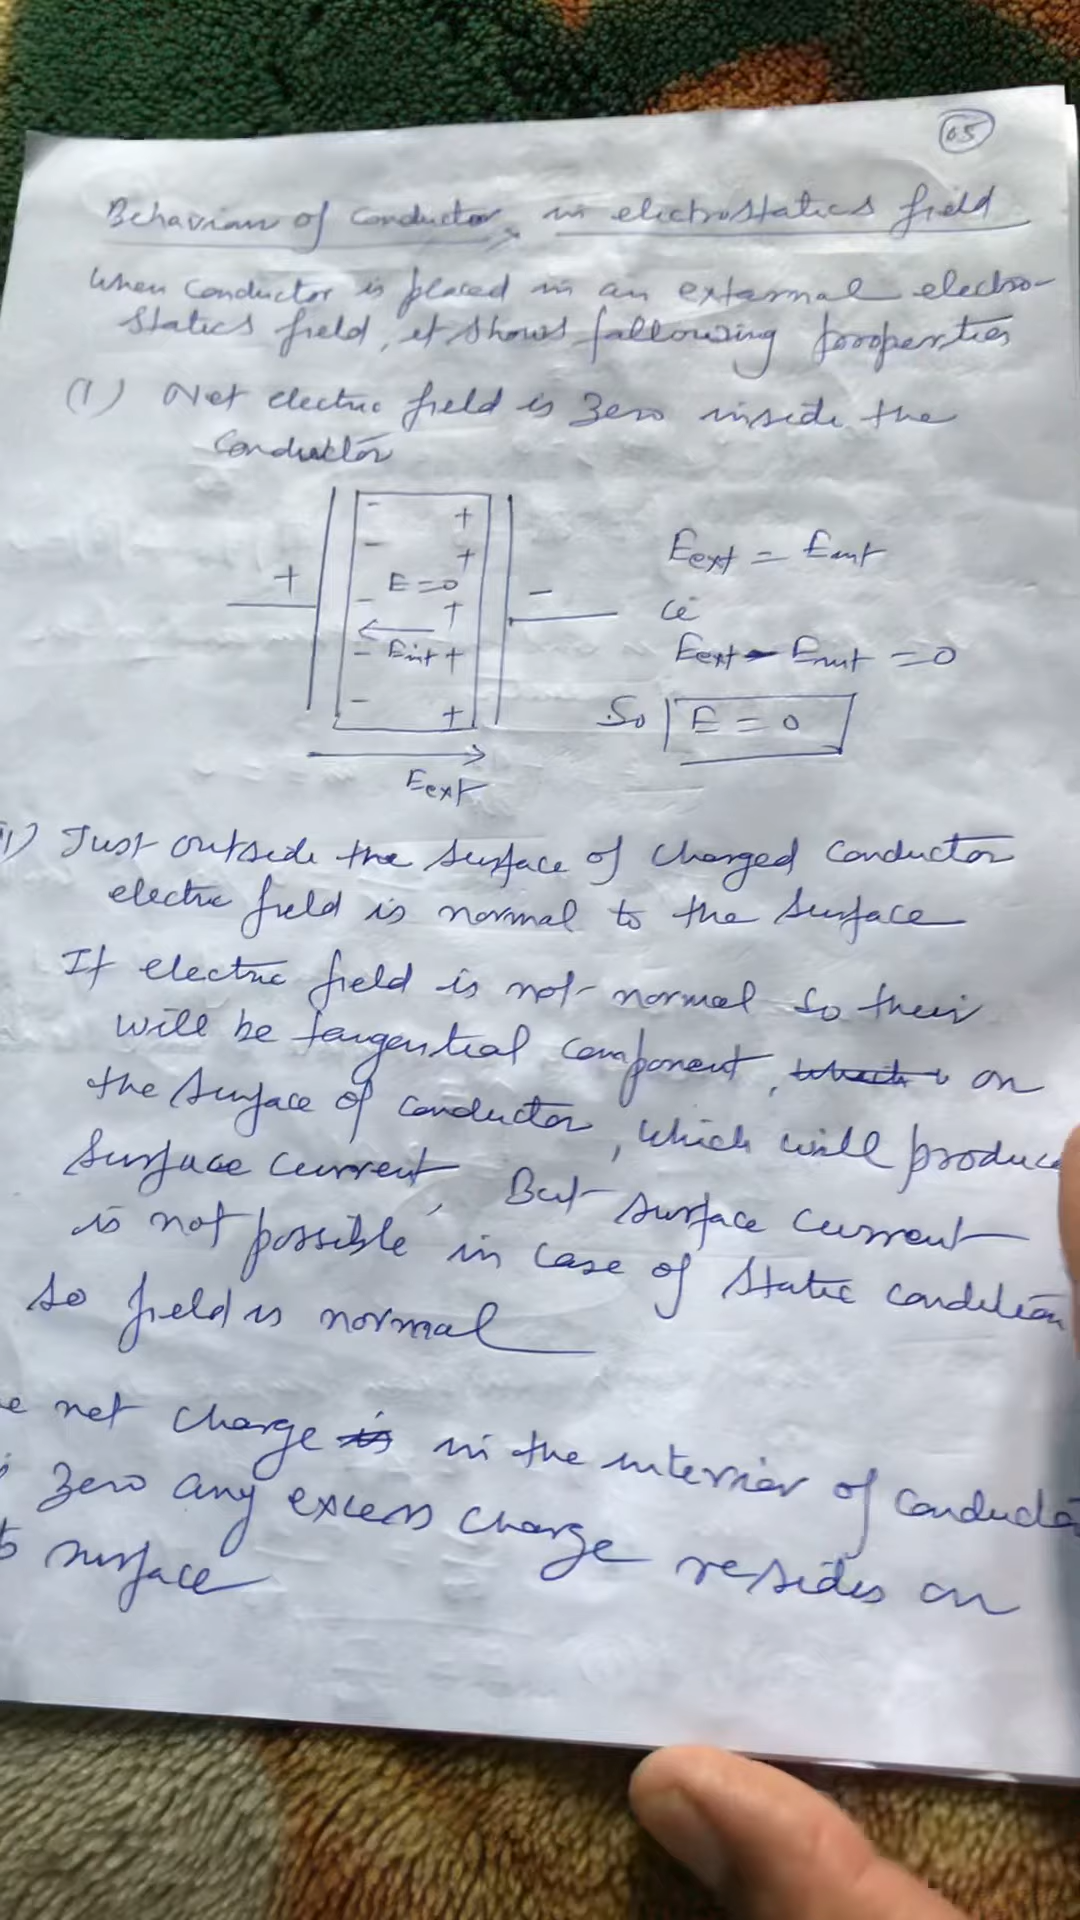 05
Behaviour of conductors in electrostatics field
When conductor is placed in an external electro-
statics field, it shows following properties
(1) Net electric field is zero inside the
conductor
+ - + E=0 - + Eint -
Eext
Eext = Eint
ie
Eext - Eint = 0
So E = 0
11) Just outside the surface of charged conductor
electric field is normal to the surface
If electric field is not normal so their
will be tangential component, on
the surface of conductor, which will produce
surface current, But surface current
is not possible in case of static condition
so field is normal
e net charge in the interior of conducto
zero any excess charge resides on
ts surface